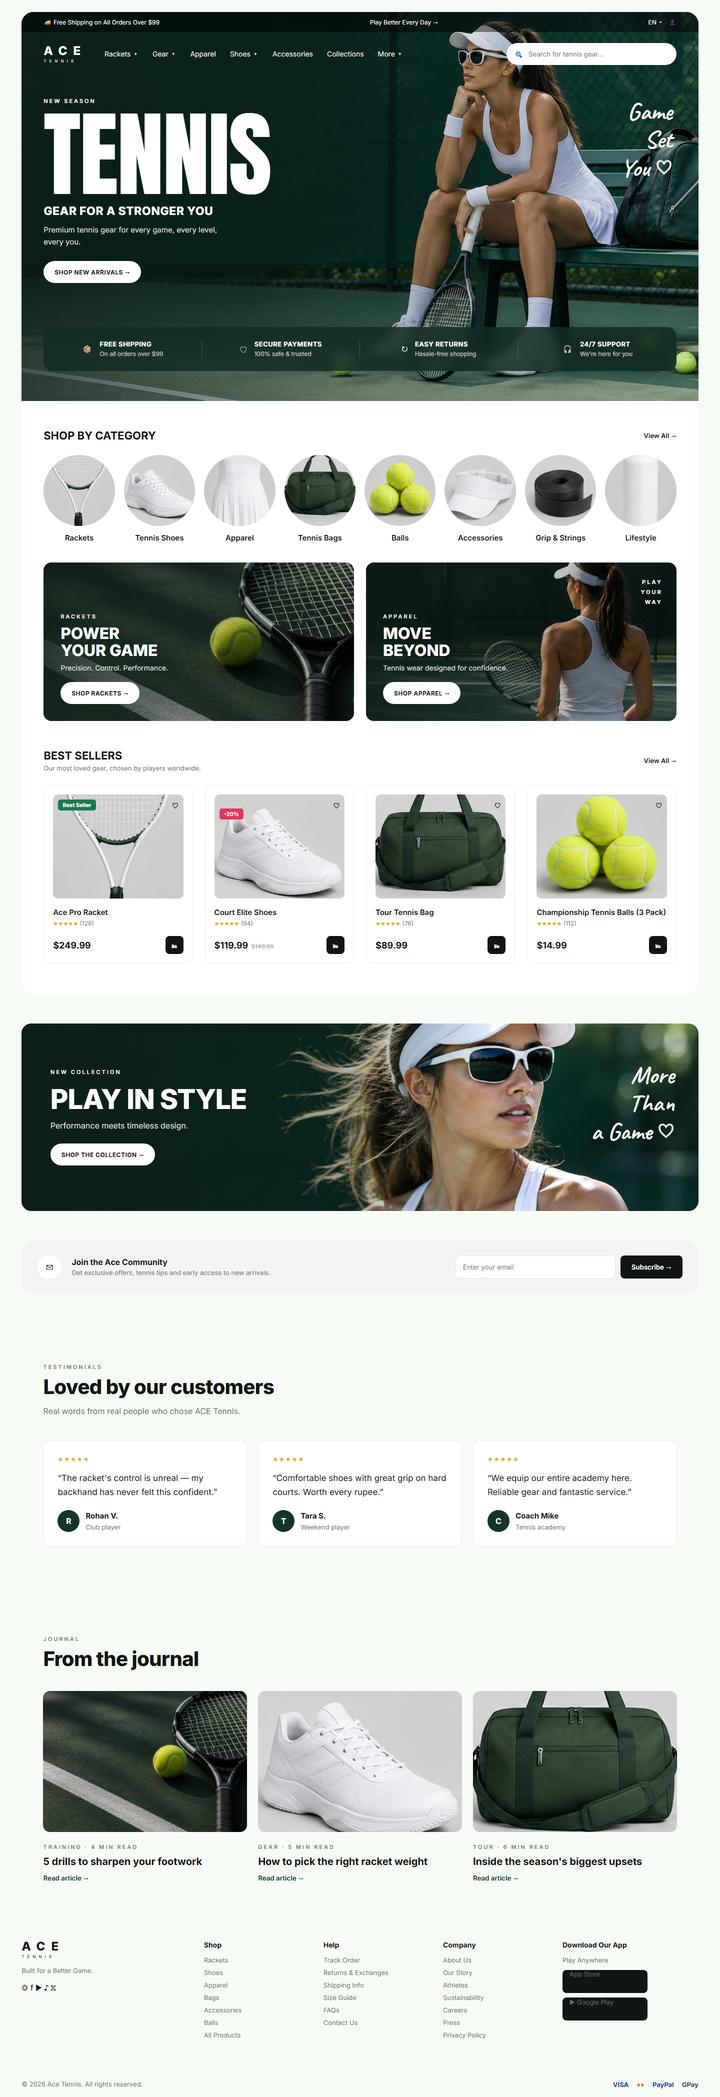 🚚 Free Shipping on All Orders Over $99
Play Better Every Day →
EN ▾
ACE
TENNIS
Rackets ▾
Gear ▾
Apparel
Shoes ▾
Accessories
Collections
More ▾
Search for tennis gear...
NEW SEASON
TENNIS
GEAR FOR A STRONGER YOU
Premium tennis gear for every game, every level,
every you.
SHOP NEW ARRIVALS →
Game
Set
You ♡
FREE SHIPPING
On all orders over $99
SECURE PAYMENTS
100% safe & trusted
EASY RETURNS
Hassle-free shopping
24/7 SUPPORT
We're here for you
SHOP BY CATEGORY
View All →
Rackets
Tennis Shoes
Apparel
Tennis Bags
Balls
Accessories
Grip & Strings
Lifestyle
RACKETS
POWER
YOUR GAME
Precision. Control. Performance.
SHOP RACKETS →
PLAY
YOUR
WAY
APPAREL
MOVE
BEYOND
Tennis wear designed for confidence.
SHOP APPAREL →
BEST SELLERS
Our most loved gear, chosen by players worldwide.
View All →
Best Seller
Ace Pro Racket
★★★★★ (128)
$249.99
-20%
Court Elite Shoes
★★★★★ (94)
$119.99 $149.99
Tour Tennis Bag
★★★★★ (76)
$89.99
Championship Tennis Balls (3 Pack)
★★★★★ (112)
$14.99
NEW COLLECTION
PLAY IN STYLE
Performance meets timeless design.
SHOP THE COLLECTION →
More
Than
a Game ♡
Join the Ace Community
Get exclusive offers, tennis tips and early access to new arrivals.
Enter your email
Subscribe →
TESTIMONIALS
Loved by our customers
Real words from real people who chose ACE Tennis.
★★★★★
“The racket's control is unreal — my
backhand has never felt this confident.”
R
Rohan V.
Club player
★★★★★
“Comfortable shoes with great grip on hard
courts. Worth every rupee.”
T
Tara S.
Weekend player
★★★★★
“We equip our entire academy here.
Reliable gear and fantastic service.”
C
Coach Mike
Tennis academy
JOURNAL
From the journal
TRAINING · 4 MIN READ
5 drills to sharpen your footwork
Read article →
GEAR · 5 MIN READ
How to pick the right racket weight
Read article →
TOUR · 6 MIN READ
Inside the season's biggest upsets
Read article →
ACE
TENNIS
Built for a Better Game.
Shop
Rackets
Shoes
Apparel
Bags
Accessories
Balls
All Products
Help
Track Order
Returns & Exchanges
Shipping Info
Size Guide
FAQs
Contact Us
Company
About Us
Our Story
Athletes
Sustainability
Careers
Press
Privacy Policy
Download Our App
Play Anywhere
App Store
▶ Google Play
© 2026 Ace Tennis. All rights reserved.
VISA
PayPal
GPay